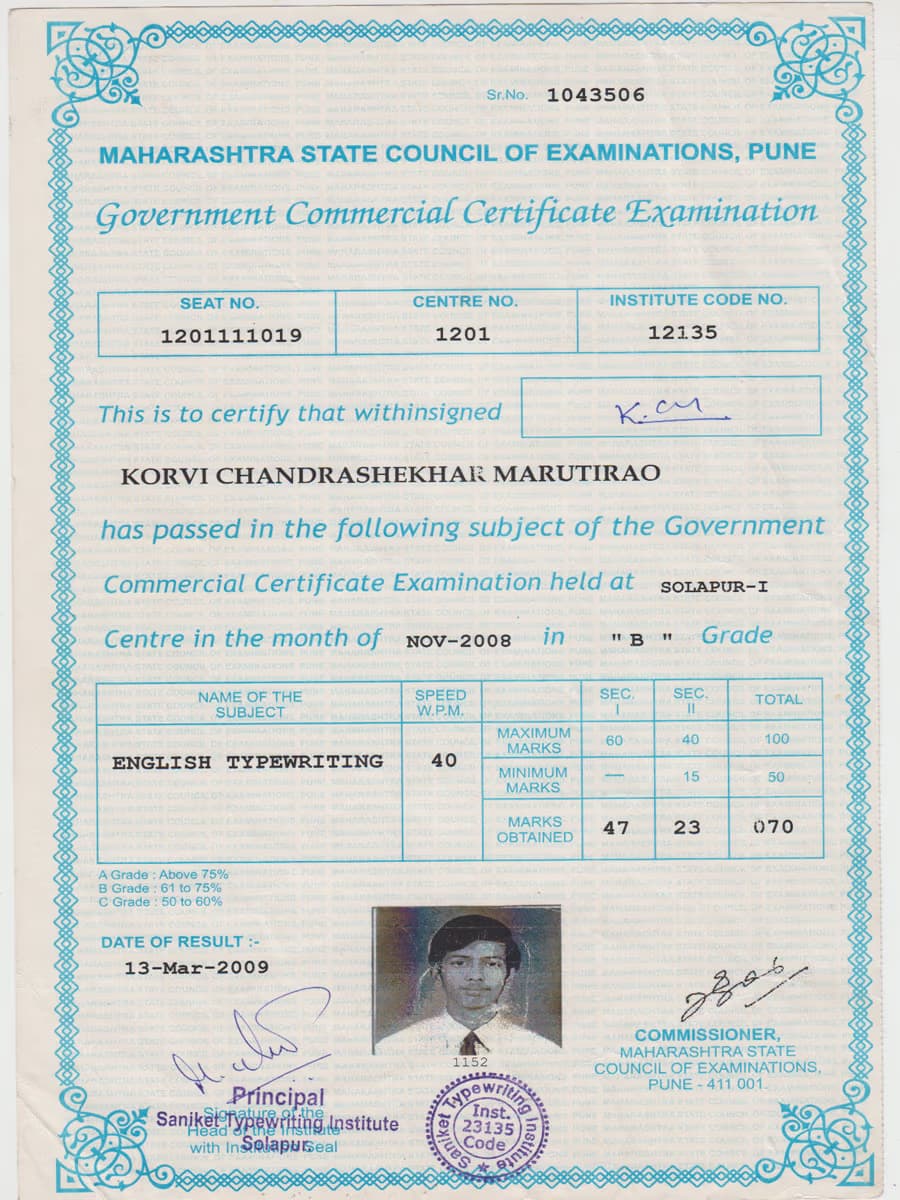 Sr.No. 1043506
MAHARASHTRA STATE COUNCIL OF EXAMINATIONS, PUNE
Government Commercial Certificate Examination
SEAT NO. CENTRE NO. INSTITUTE CODE NO.
1201111019 1201 12135
This is to certify that withinsigned
KORVI CHANDRASHEKHAR MARUTIRAO
has passed in the following subject of the Government
Commercial Certificate Examination held at SOLAPUR-I
Centre in the month of NOV-2008 in "B" Grade
NAME OF THE SUBJECT SPEED W.P.M. SEC. I SEC. II TOTAL
MAXIMUM MARKS 60 40 100
ENGLISH TYPEWRITING 40
MINIMUM MARKS — 15 50
MARKS OBTAINED 47 23 070
A Grade : Above 75%
B Grade : 61 to 75%
C Grade : 50 to 60%
DATE OF RESULT :-
13-Mar-2009
1152
COMMISSIONER,
MAHARASHTRA STATE
COUNCIL OF EXAMINATIONS,
PUNE - 411 001.
Principal
Saniket Typewriting Institute
Solapur.
Signature of the
Head of the Institute
with Institution Seal
Saniket Typewriting Institute
Inst.
23135
Code